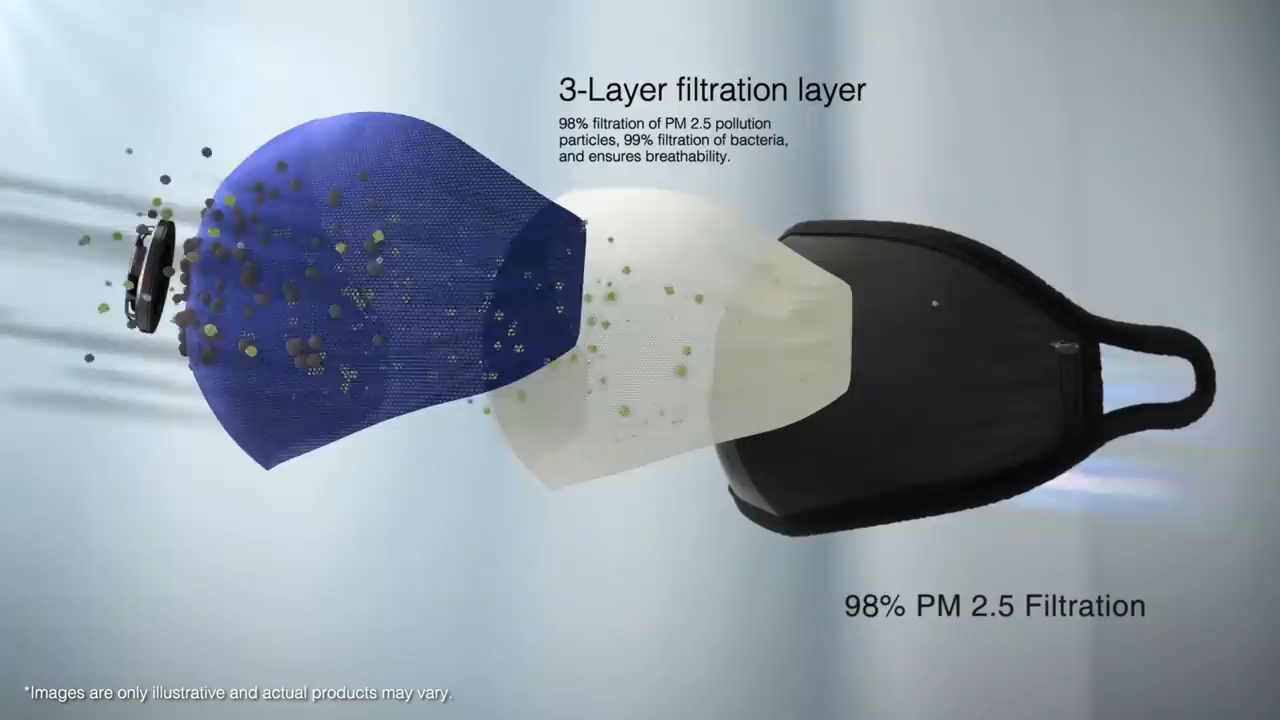 3-Layer filtration layer
98% filtration of PM 2.5 pollution
particles, 99% filtration of bacteria,
and ensures breathability.
98% PM 2.5 Filtration
*Images are only illustrative and actual products may vary.